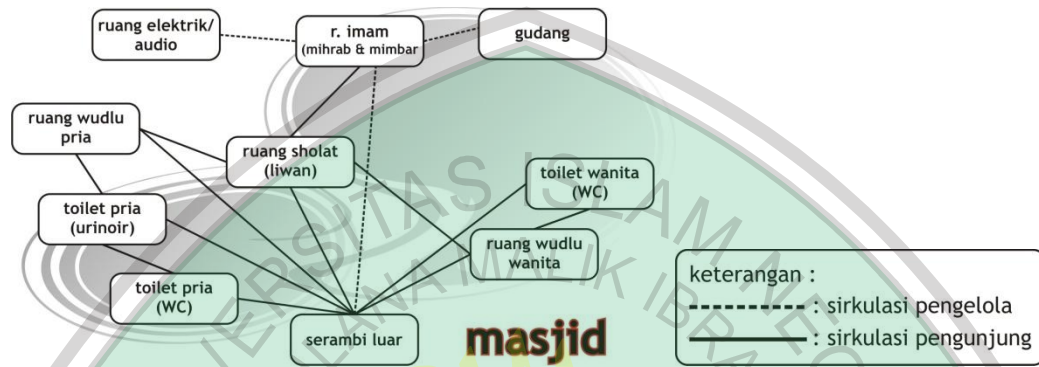 ruang elektrik/
audio
r. imam
(mihrab & mimbar
gudang
ruang wudlu
pria
ruang sholat
(liwan)
toilet wanita
(WC)
toilet pria
(urinoir)
ruang wudlu
wanita
toilet pria
(WC)
serambi luar
masjid
keterangan :
: sirkulasi pengelola
: sirkulasi pengunjung